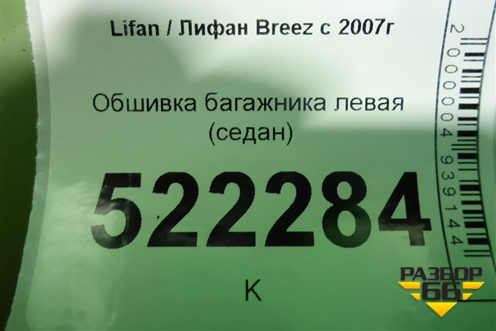 Lifan / Лифан Breez с 2007г
Обшивка багажника левая
(седан)
522284
К
2000004939144
РАЗБОР
66